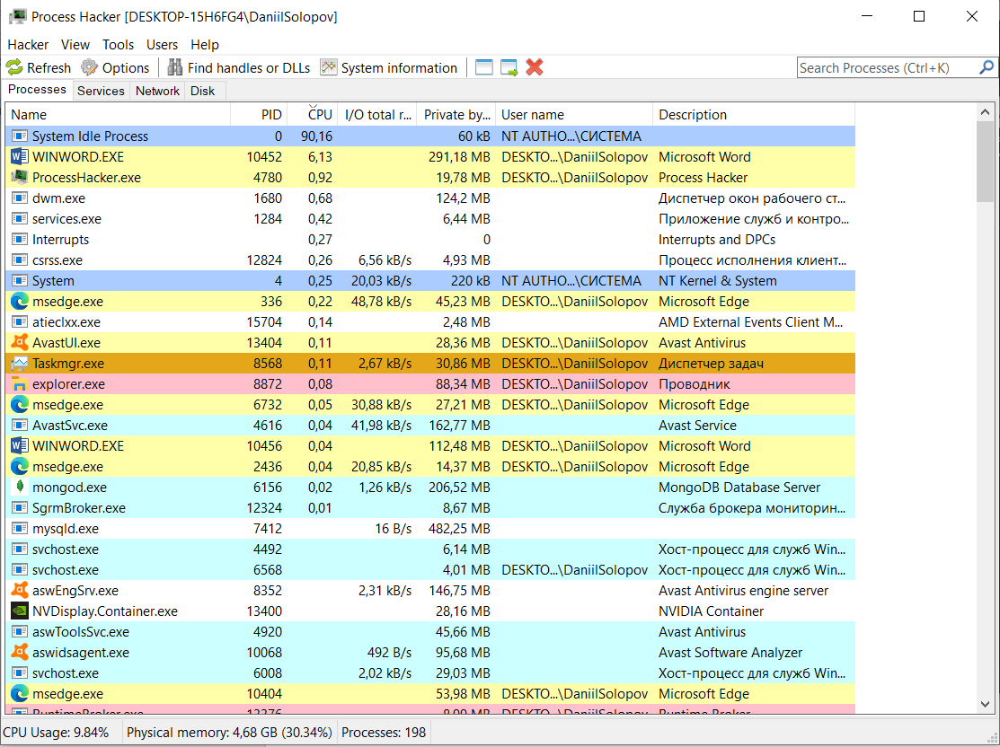 Process Hacker [DESKTOP-15H6FG4\DaniilSolopov]
Hacker View Tools Users Help
Refresh Options Find handles or DLLs System information Search Processes (Ctrl+K)
Processes Services Network Disk
Name PID CPU I/O total r... Private by... User name Description
System Idle Process 0 90,16 60 kB NT AUTHO...\СИСТЕМА
WINWORD.EXE 10452 6,13 291,18 MB DESKTO...\DaniilSolopov Microsoft Word
ProcessHacker.exe 4780 0,92 19,78 MB DESKTO...\DaniilSolopov Process Hacker
dwm.exe 1680 0,68 124,2 MB Диспетчер окон рабочего ст...
services.exe 1284 0,42 6,44 MB Приложение служб и контро...
Interrupts 0,27 0 Interrupts and DPCs
csrss.exe 12824 0,26 6,56 kB/s 4,93 MB Процесс исполнения клиент...
System 4 0,25 20,03 kB/s 220 kB NT AUTHO...\СИСТЕМА NT Kernel & System
msedge.exe 336 0,22 48,78 kB/s 45,23 MB DESKTO...\DaniilSolopov Microsoft Edge
atieclxx.exe 15704 0,14 2,48 MB AMD External Events Client M...
AvastUI.exe 13404 0,11 28,36 MB DESKTO...\DaniilSolopov Avast Antivirus
Taskmgr.exe 8568 0,11 2,67 kB/s 30,86 MB DESKTO...\DaniilSolopov Диспетчер задач
explorer.exe 8872 0,08 88,34 MB DESKTO...\DaniilSolopov Проводник
msedge.exe 6732 0,05 30,88 kB/s 27,21 MB DESKTO...\DaniilSolopov Microsoft Edge
AvastSvc.exe 4616 0,04 41,98 kB/s 162,77 MB Avast Service
WINWORD.EXE 10456 0,04 112,48 MB DESKTO...\DaniilSolopov Microsoft Word
msedge.exe 2436 0,04 20,85 kB/s 14,37 MB DESKTO...\DaniilSolopov Microsoft Edge
mongod.exe 6156 0,02 1,26 kB/s 206,52 MB MongoDB Database Server
SgrmBroker.exe 12324 0,01 8,67 MB Служба брокера мониторин...
mysqld.exe 7412 16 B/s 482,25 MB
svchost.exe 4492 6,14 MB Хост-процесс для служб Win...
svchost.exe 6568 4,01 MB DESKTO...\DaniilSolopov Хост-процесс для служб Win...
aswEngSrv.exe 8352 2,31 kB/s 146,75 MB Avast Antivirus engine server
NVDisplay.Container.exe 13400 28,16 MB NVIDIA Container
aswToolsSvc.exe 4920 45,66 MB Avast Antivirus
aswidsagent.exe 10068 492 B/s 95,68 MB Avast Software Analyzer
svchost.exe 6008 2,02 kB/s 29,03 MB Хост-процесс для служб Win...
msedge.exe 10404 53,98 MB DESKTO...\DaniilSolopov Microsoft Edge
RuntimeBroker.exe DESKTO...\DaniilSolopov Runtime Broker
CPU Usage: 9.84% Physical memory: 4,68 GB (30.34%) Processes: 198